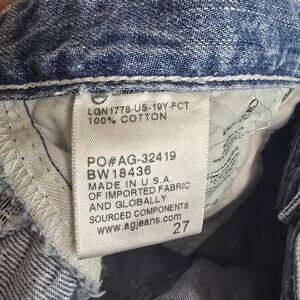 LGN1778-US-19Y-FCT
100% COTTON
PO#AG-32419
BW18436
MADE IN U.S.A.
OF IMPORTED FABRIC
AND GLOBALLY
SOURCED COMPONENTS
www.agjeans.com
27